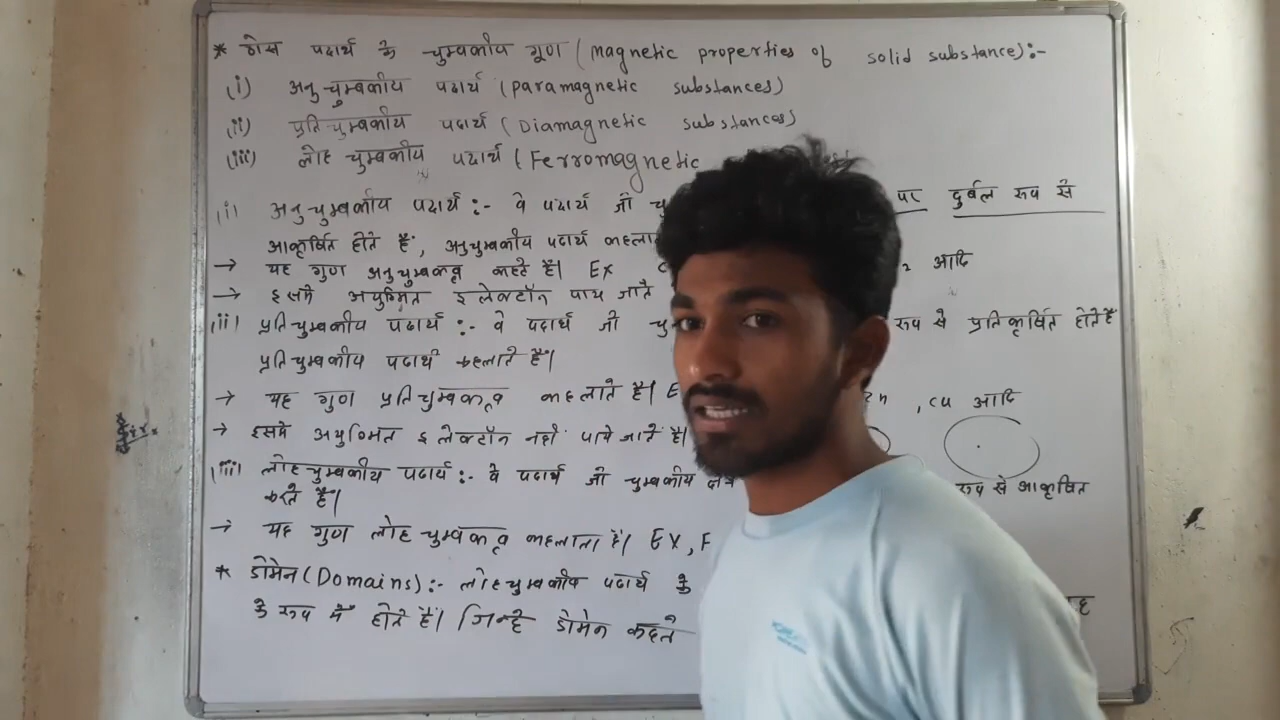 * ठोस पदार्थ के चुम्बकीय गुण (magnetic properties of solid substance):-
(i) अनुचुम्बकीय पदार्थ (paramagnetic substances)
(ii) प्रतिचुम्बकीय पदार्थ (Diamagnetic substances)
(iii) लोह चुम्बकीय पदार्थ (Ferromagnetic
(i) अनुचुम्बकीय पदार्थ :- वे पदार्थ जो चु पर दुर्बल रूप से
आकर्षित होते हैं, अनुचुम्बकीय पदार्थ कहला
→ यह गुण अनुचुम्बकत्व कहते हैं। Ex आदि
→ इसमें अयुग्मित इलेक्ट्रॉन पाय जाते
(ii) प्रतिचुम्बकीय पदार्थ :- वे पदार्थ जो चु रूप से प्रतिकर्षित होते हैं
प्रतिचुम्बकीय पदार्थ कहलाते हैं।
→ यह गुण प्रतिचुम्बकत्व कहलाते है। E , Cu आदि
→ इसमें अयुग्मित इलेक्ट्रॉन नहीं पाये जाते है।
(iii) लोहचुम्बकीय पदार्थ :- वे पदार्थ जो चुम्बकीय क्षे रूप से आकर्षित
करते हैं।
→ यह गुण लोह चुम्बकत्व कहलाता है। Ex, F
* डोमेन (Domains) :- लोहचुम्बकीय पदार्थ के
के रूप में होते हैं। जिन्हे डोमेन कहते